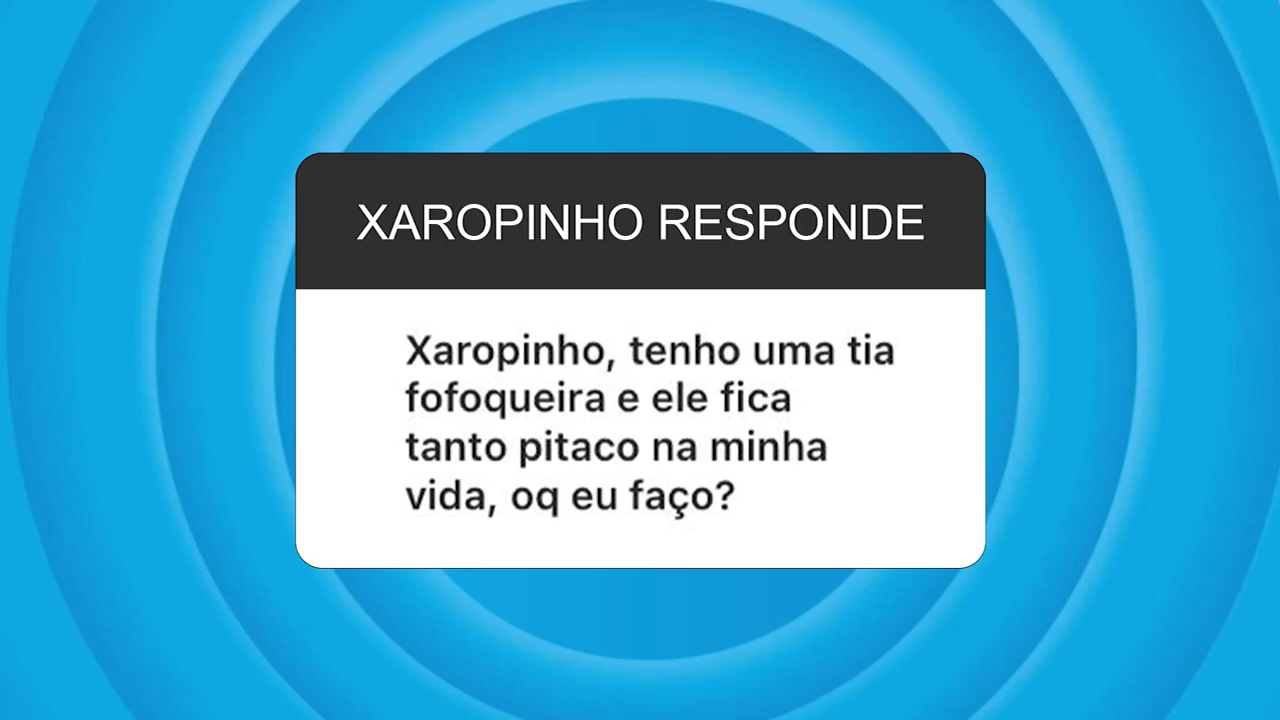 XAROPINHO RESPONDE
Xaropinho, tenho uma tia
fofoqueira e ele fica
tanto pitaco na minha
vida, oq eu faço?